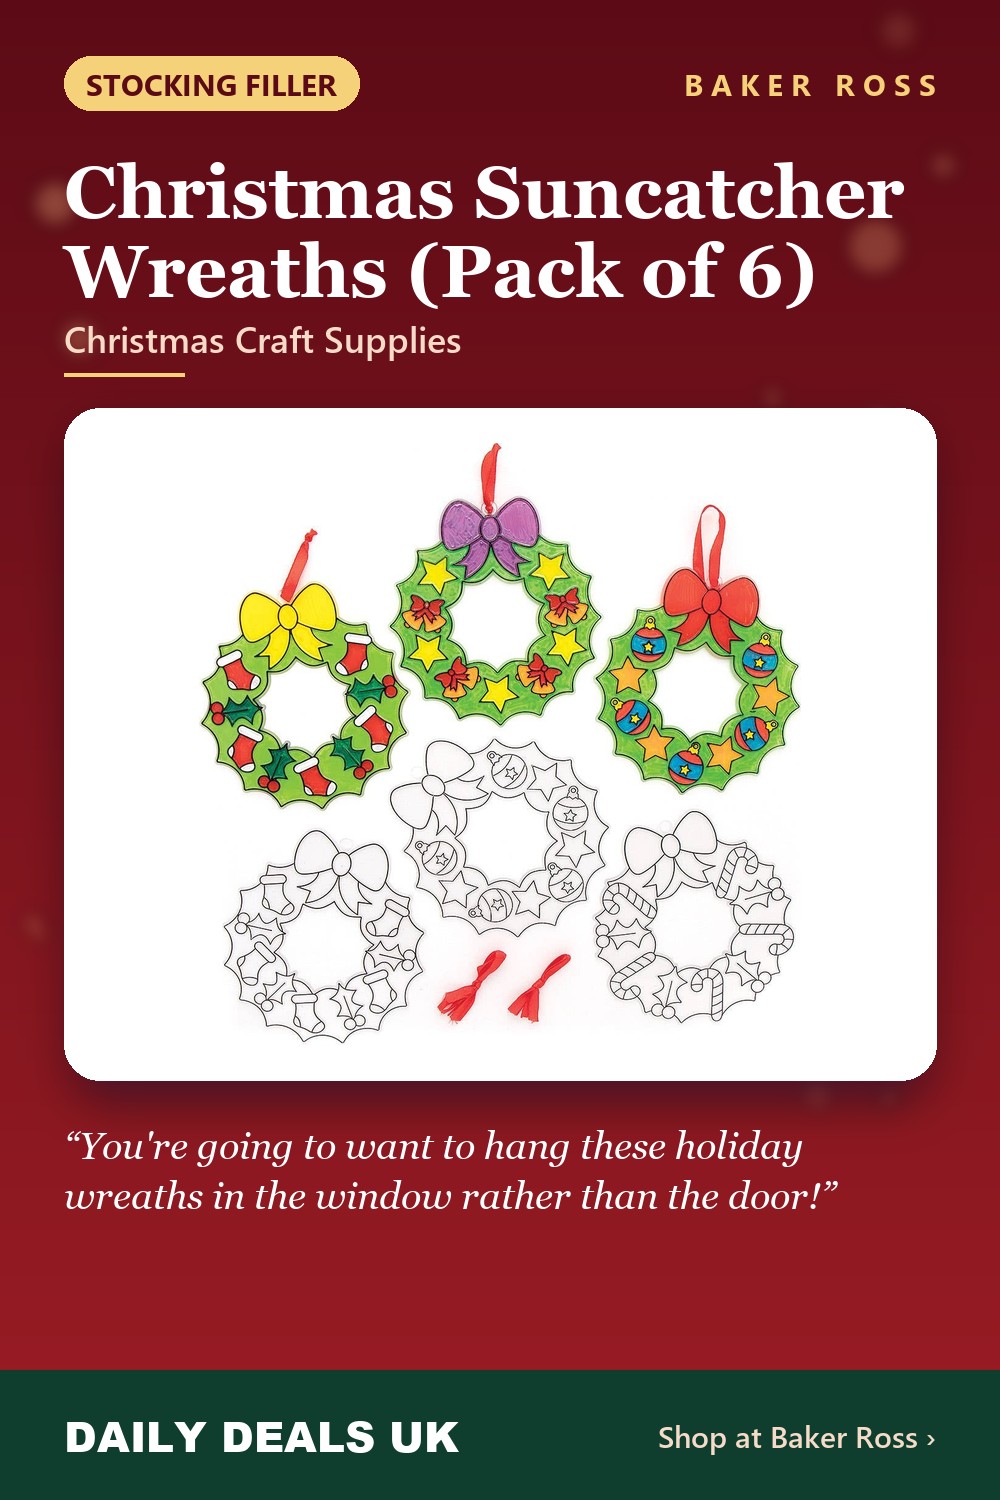 STOCKING FILLER
BAKER ROSS
Christmas Suncatcher
Wreaths (Pack of 6)
Christmas Craft Supplies
“You're going to want to hang these holiday
wreaths in the window rather than the door!”
DAILY DEALS UK
Shop at Baker Ross ›